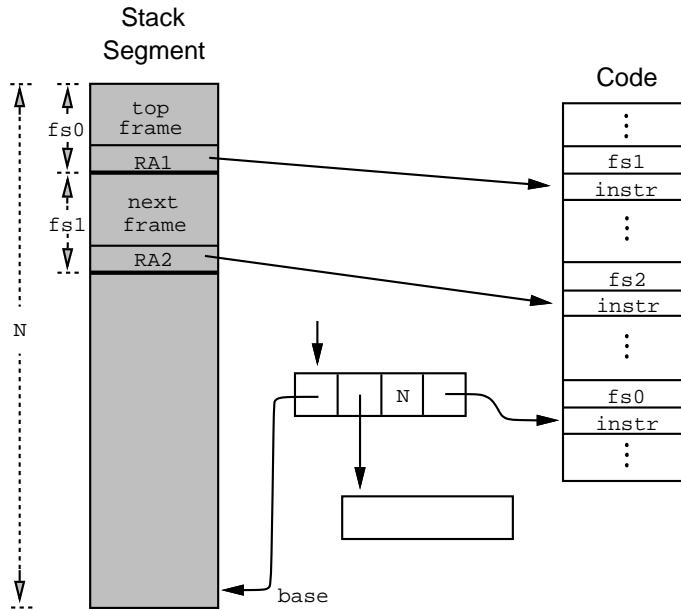 Stack
Segment
Code
top
frame
fs0
RA1
fs1
instr
next
frame
fs1
RA2
fs2
instr
N
N
fs0
instr
base